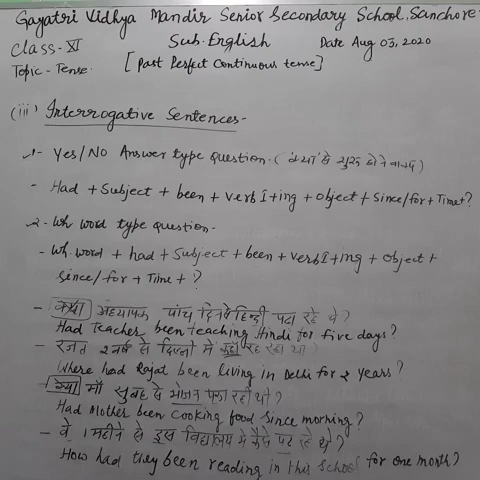 Gayatri Vidhya Mandir Senior Secondary School, Sanchore
Class-XI Sub-English Date Aug 03, 2020
Topic-Tense. [Past Perfect Continuous tense]
(iii) Interrogative Sentences-
1- Yes/No Answer type question. (क्या से शुरू होने वाला)
- Had + Subject + been + verb I + ing + object + Since/for + Time + ?
2- Wh word type question-
- Wh word + had + Subject + been + verb I + ing + object +
Since/for + Time + ?
- क्या अध्यापक पांच दिन से हिन्दी पढा रहे थे?
Had Teacher been teaching Hindi for five days?
- रजत 2 वर्ष से दिल्ली में कहाँ रह रहा था
Where had Rajat been living in Delhi for 2 years?
- क्या माँ सुबह से भोजन पका रही थी?
Had Mother been cooking food since morning?
- वे 1 महीने से इस विद्यालय में कैसे पढ रहे थे?
How had they been reading in this School for one month?